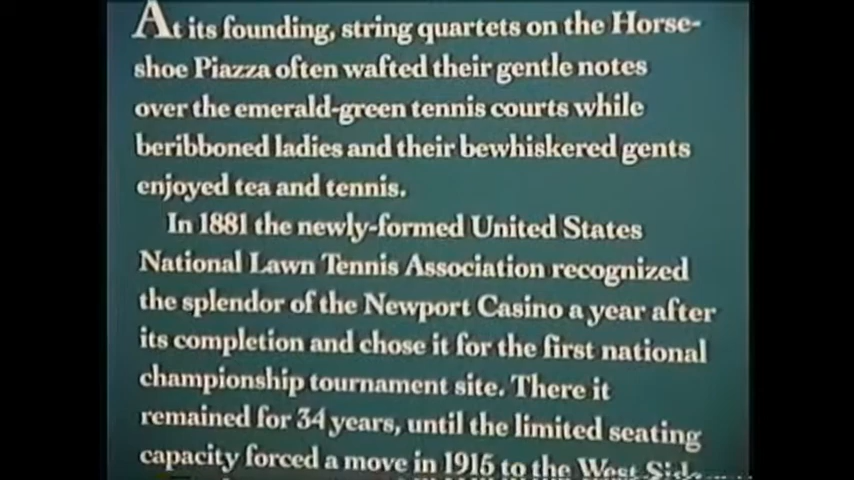 At its founding, string quartets on the Horse-
shoe Piazza often wafted their gentle notes
over the emerald-green tennis courts while
beribboned ladies and their bewhiskered gents
enjoyed tea and tennis.
In 1881 the newly-formed United States
National Lawn Tennis Association recognized
the splendor of the Newport Casino a year after
its completion and chose it for the first national
championship tournament site. There it
remained for 34 years, until the limited seating
capacity forced a move in 1915 to the West Side